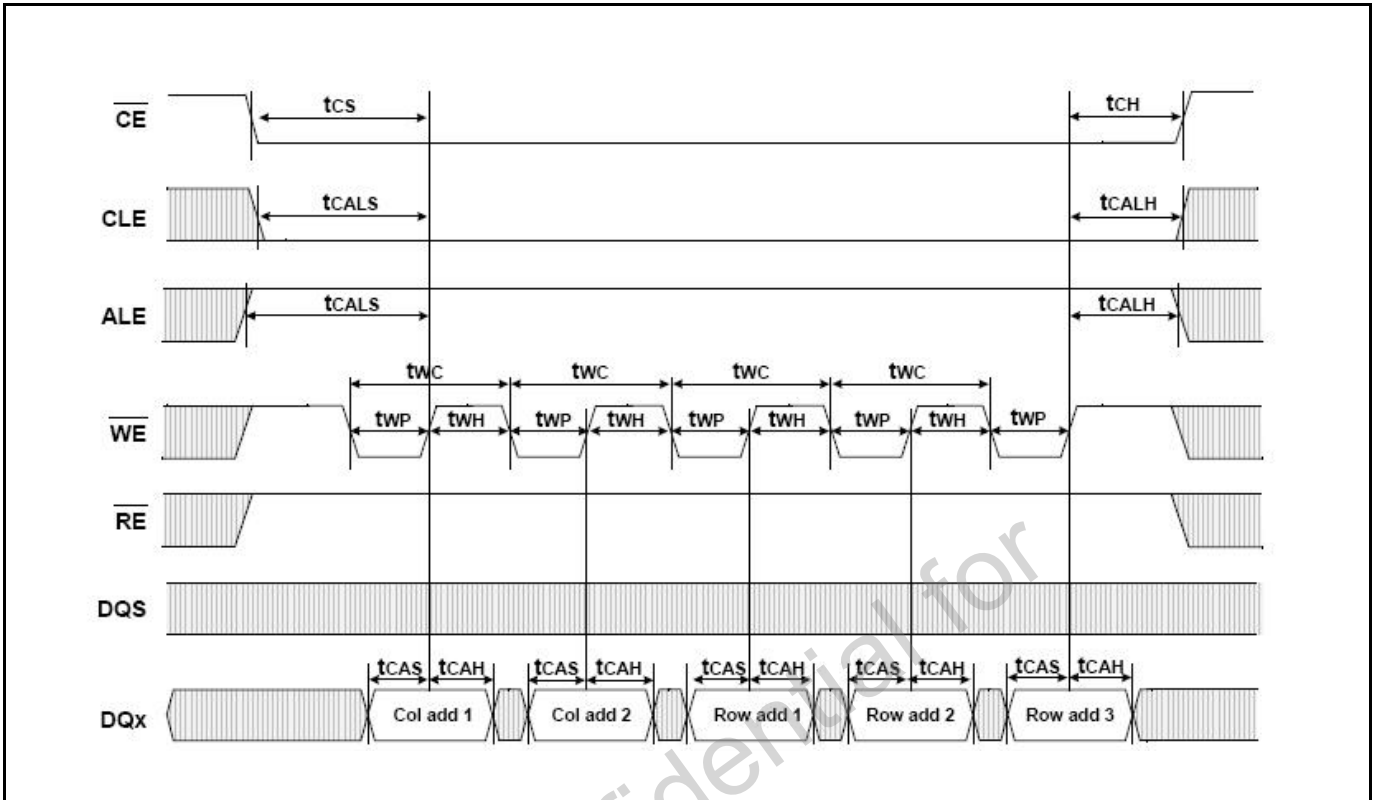 CE tCS tCH
CLE tCALS tCALH
ALE tCALS tCALH
tWC tWC tWC tWC
WE tWP tWH tWP tWH tWP tWH tWP tWH tWP
RE
DQS
tCAS tCAH tCAS tCAH tCAS tCAH tCAS tCAH tCAS tCAH
DQx Col add 1 Col add 2 Row add 1 Row add 2 Row add 3
fidential for